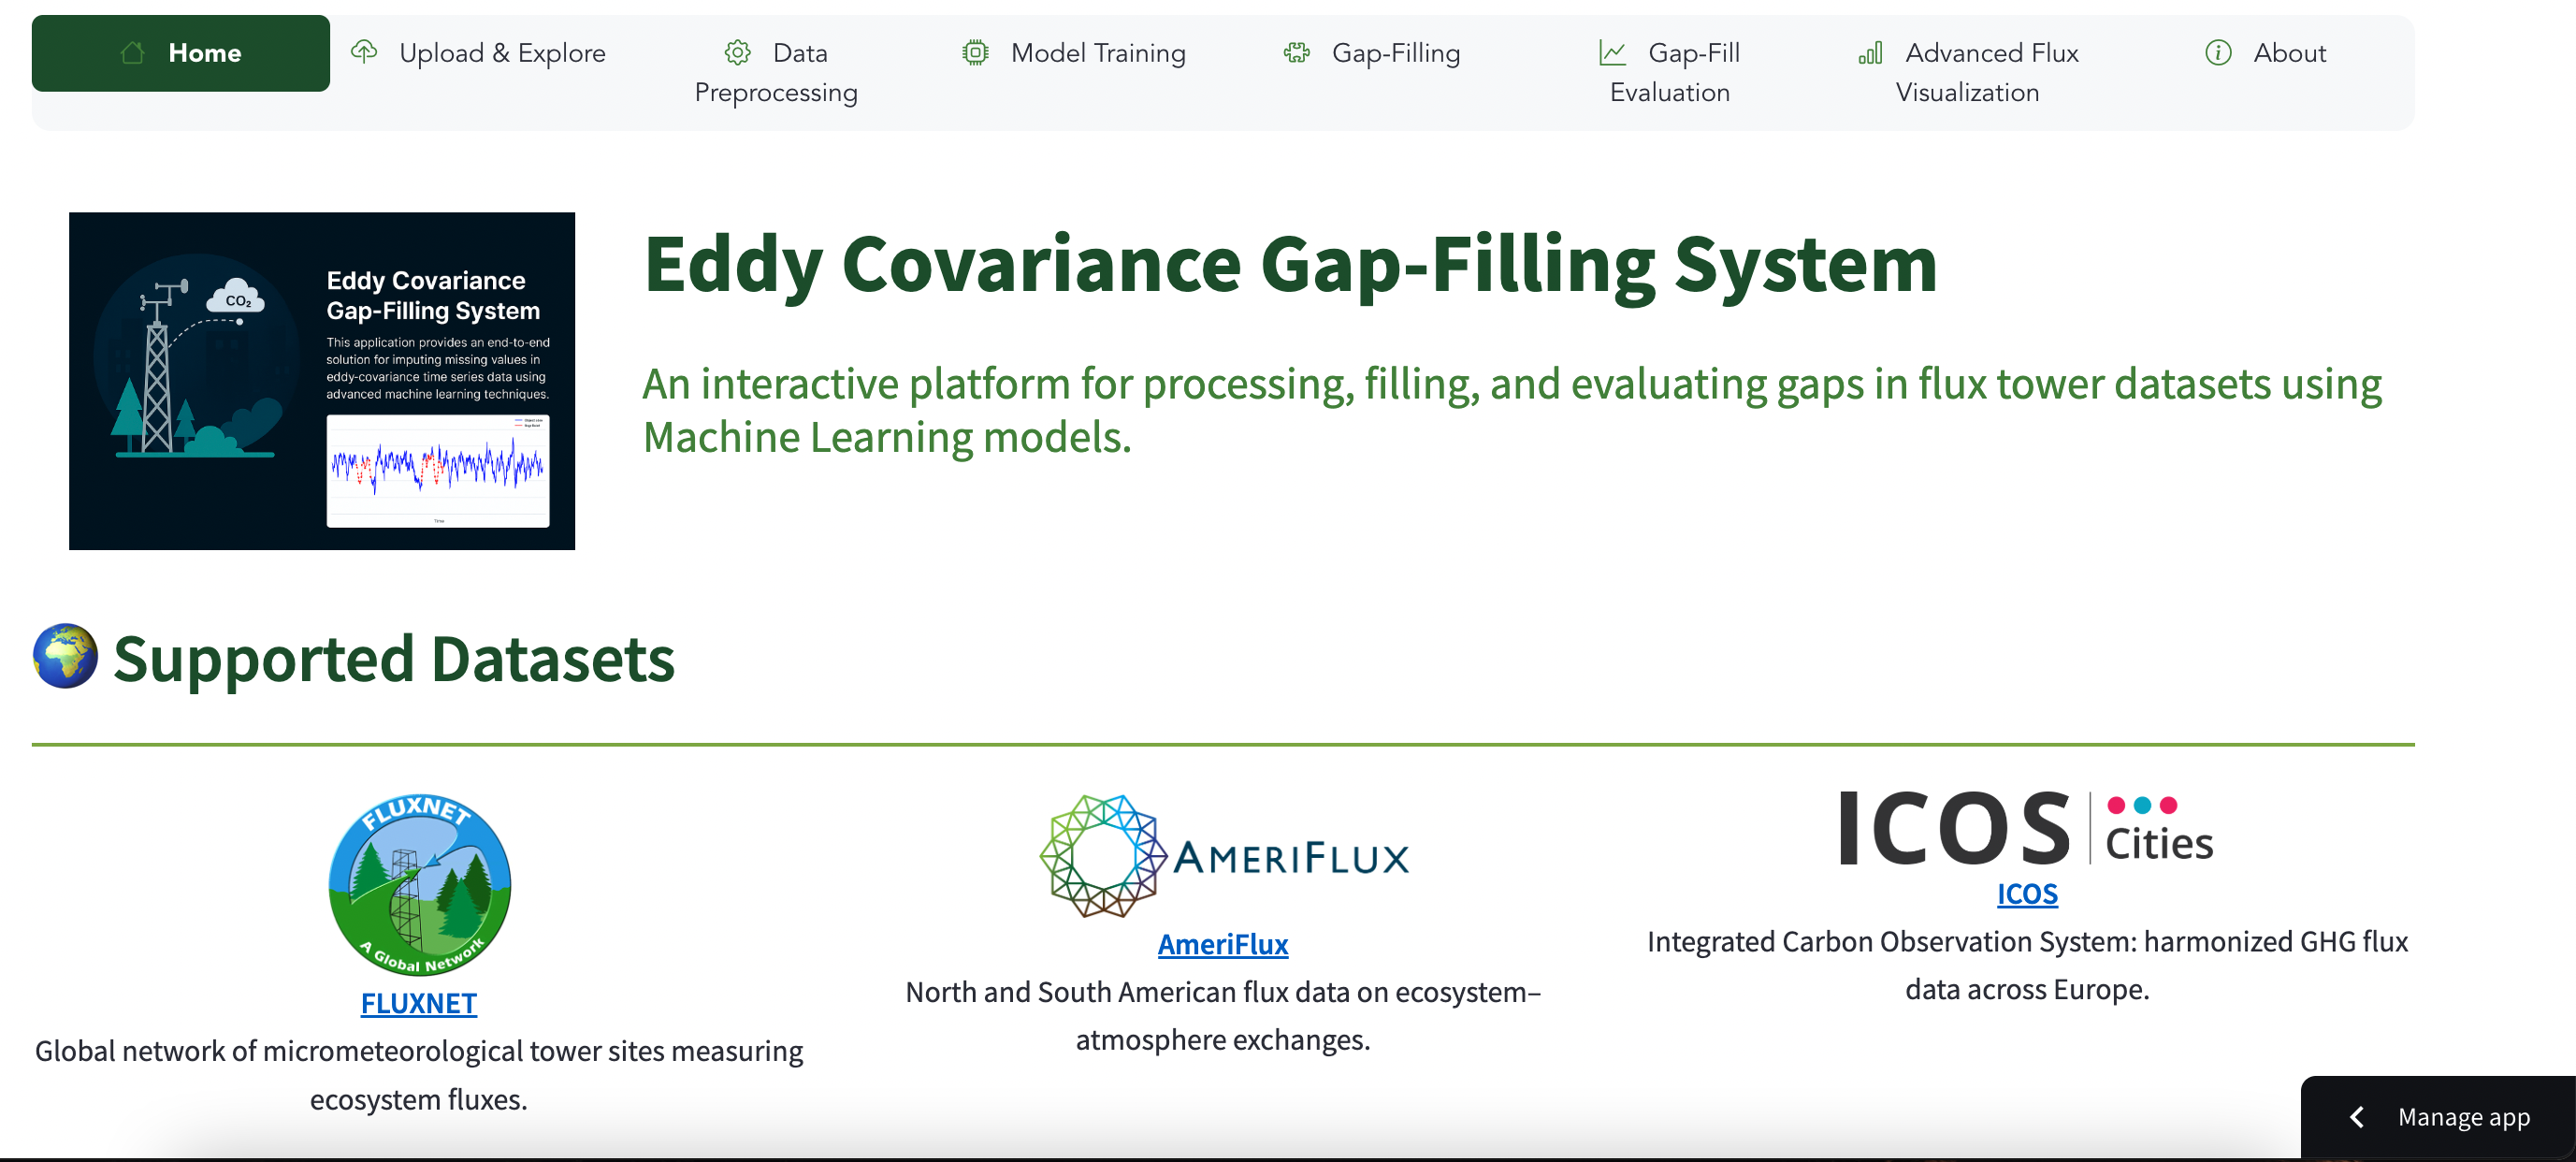 Home
Upload & Explore
Data
Preprocessing
Model Training
Gap-Filling
Gap-Fill
Evaluation
Advanced Flux
Visualization
About
Eddy Covariance
Gap-Filling System
CO₂
This application provides an end-to-end
solution for imputing missing values in
eddy-covariance time series data using
advanced machine learning techniques.
Time
Eddy Covariance Gap-Filling System
An interactive platform for processing, filling, and evaluating gaps in flux tower datasets using
Machine Learning models.
Supported Datasets
FLUXNET
A Global Network
FLUXNET
Global network of micrometeorological tower sites measuring
ecosystem fluxes.
AMERIFLUX
AmeriFlux
North and South American flux data on ecosystem–
atmosphere exchanges.
ICOS
Cities
ICOS
Integrated Carbon Observation System: harmonized GHG flux
data across Europe.
Manage app